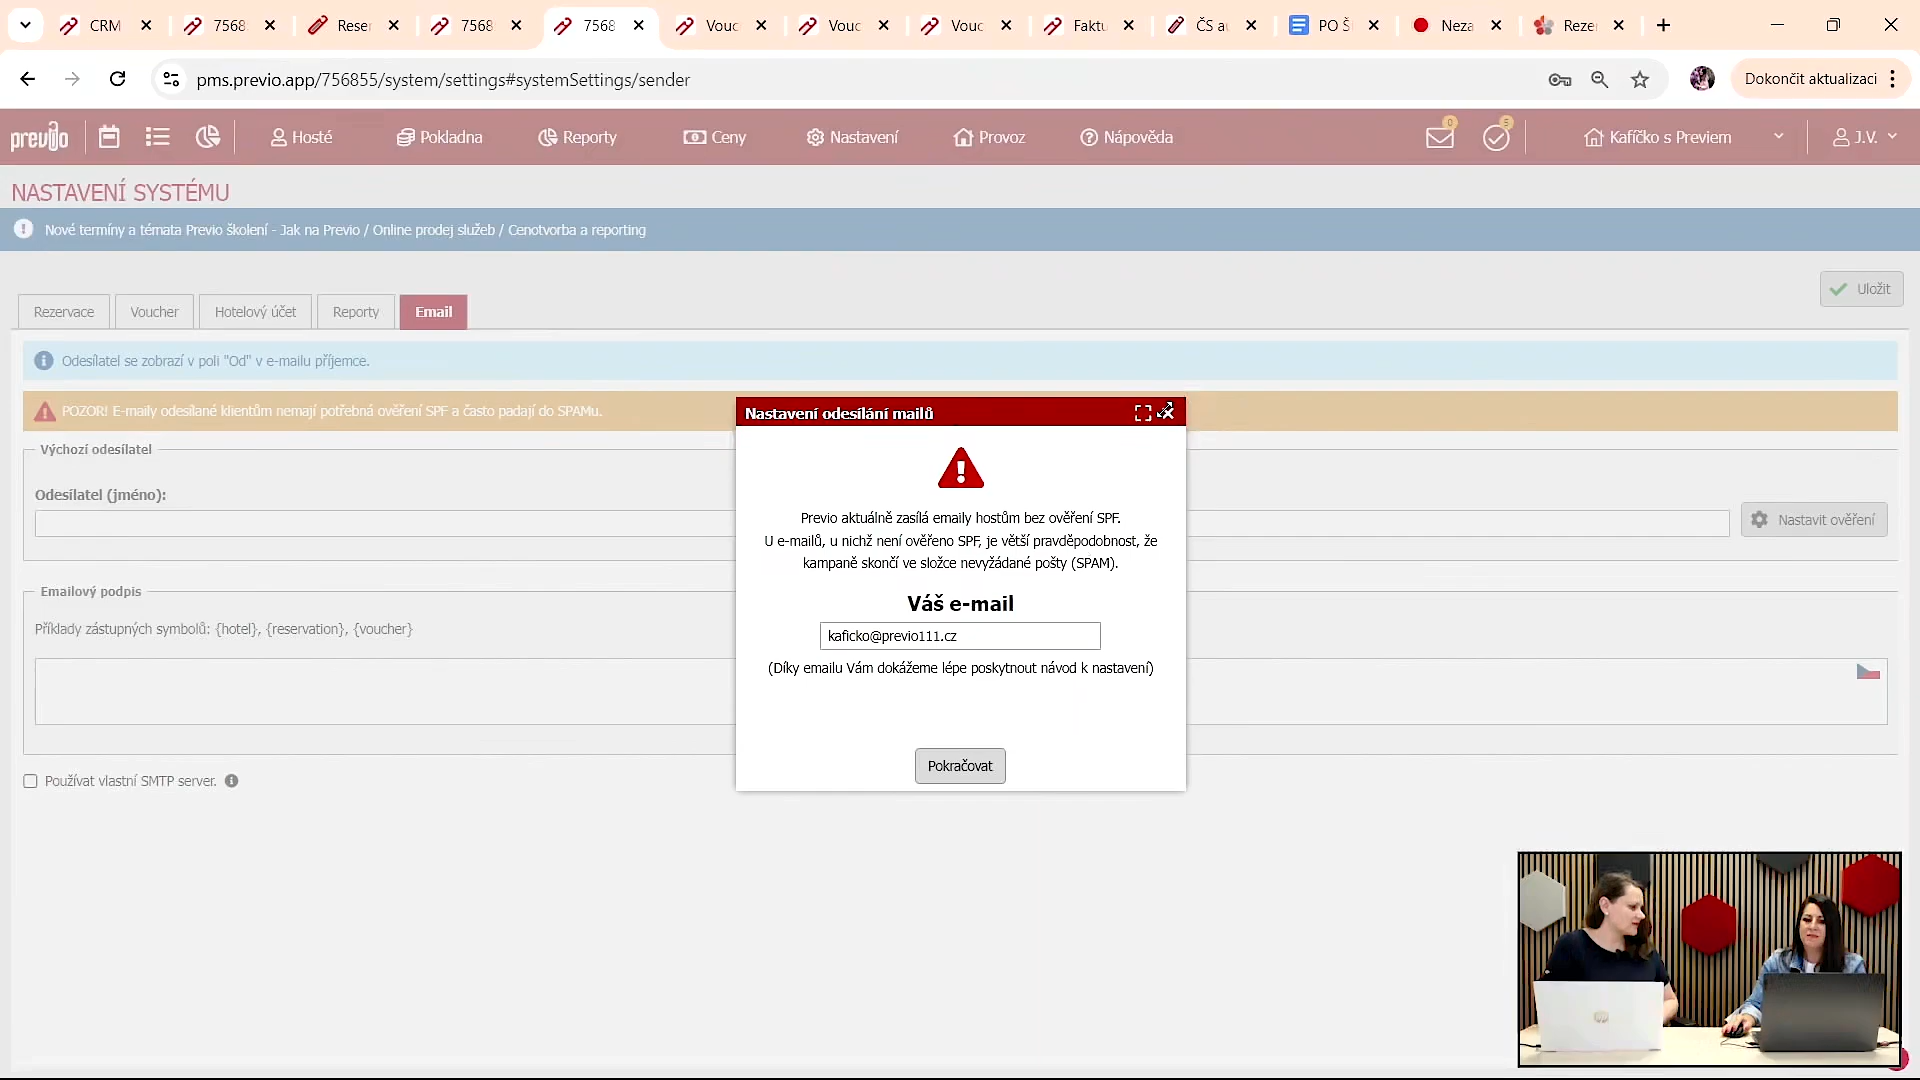 CRM
7568
Reser
7568
7568
Vouc
Vouc
Vouc
Faktu
ČS au
PO Š
Neza
Rezer
pms.previo.app/756855/system/settings#systemSettings/sender
Dokončit aktualizaci
previo
Hosté
Pokladna
Reporty
Ceny
Nastavení
Provoz
Nápověda
0
5
Kafíčko s Previem
J.V.
NASTAVENÍ SYSTÉMU
Nové termíny a témata Previo školení - Jak na Previo / Online prodej služeb / Cenotvorba a reporting
Uložit
Rezervace
Voucher
Hotelový účet
Reporty
Email
Odesílatel se zobrazí v poli "Od" v e-mailu příjemce.
POZOR! E-maily odesílané klientům nemají potřebná ověření SPF a často padají do SPAMu.
Výchozí odesílatel
Odesílatel (jméno):
Nastavit ověření
Emailový podpis
Příklady zástupných symbolů: {hotel}, {reservation}, {voucher}
Používat vlastní SMTP server.
Nastavení odesílání mailů
Previo aktuálně zasílá emaily hostům bez ověření SPF.
U e-mailů, u nichž není ověřeno SPF, je větší pravděpodobnost, že
kampaně skončí ve složce nevyžádané pošty (SPAM).
Váš e-mail
kaficko@previo111.cz
(Díky emailu Vám dokážeme lépe poskytnout návod k nastavení)
Pokračovat